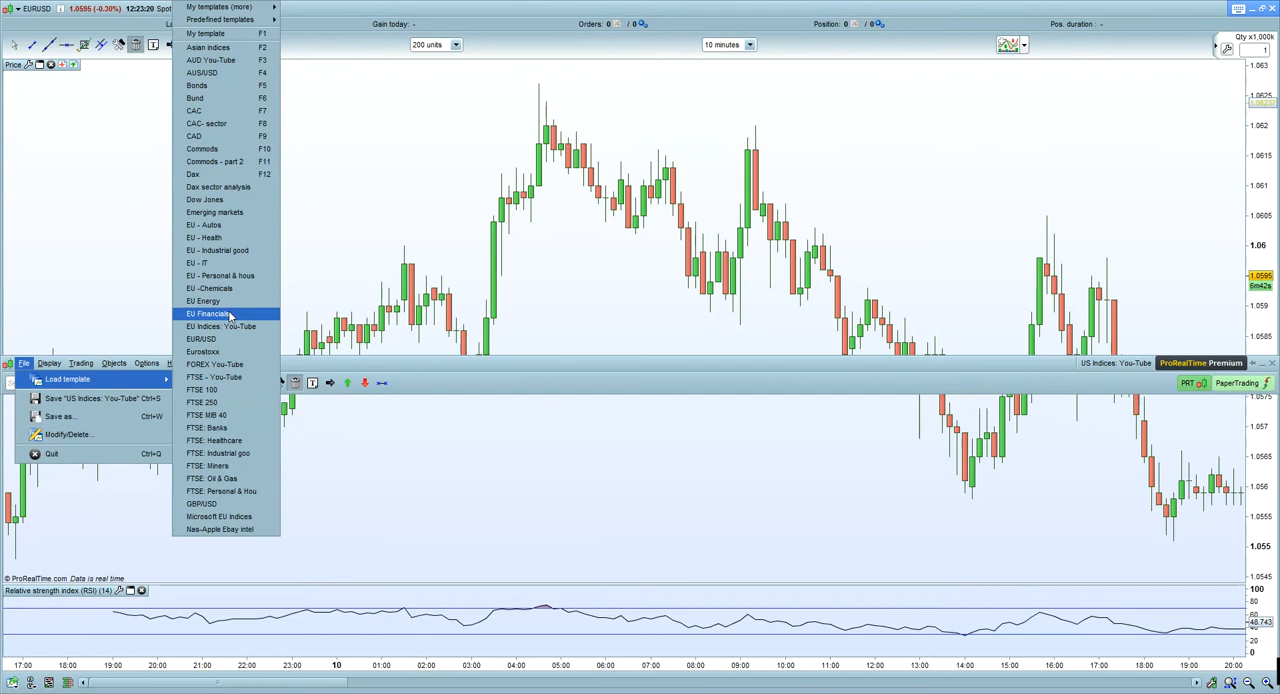 EURUSD 1.0595 (-0.30%) 12:23:20 Spot
Gain today: -
Orders: 0 / 0
Position: 0 / 0
Pos. duration : -
200 units
10 minutes
Qty x1,000k
1
Price
My templates (more)
Predefined templates
My template F1
Asian indices F2
AUD You-Tube F3
AUS/USD F4
Bonds F5
Bund F6
CAC F7
CAC- sector F8
CAD F9
Commods F10
Commods - part 2 F11
Dax F12
Dax sector analysis
Dow Jones
Emerging markets
EU - Autos
EU - Health
EU - Industrial good
EU - IT
EU - Personal & hous
EU -Chemicals
EU Energy
EU Financials
EU Indices: You-Tube
EUR/USD
Eurostoxx
FOREX You-Tube
FTSE - You-Tube
FTSE 100
FTSE 250
FTSE MIB 40
FTSE: Banks
FTSE: Healthcare
FTSE: Industrial goo
FTSE: Miners
FTSE: Oil & Gas
FTSE: Personal & Hou
GBP/USD
Microsoft EU Indices
Nas-Apple Ebay intel
1.063
1.062
1.0615
1.061
1.0605
1.06
1.0595
6m42s
1.059
1.0585
File Display Trading Objects Options
US Indices: You-Tube ProRealTime Premium
Load template
PRT PaperTrading
Save "US Indices: You-Tube" Ctrl+S
Save as... Ctrl+W
Modify/Delete...
Quit Ctrl+Q
1.0575
1.057
1.0565
1.056
1.0555
1.055
1.0545
© ProRealTime.com Data is real time
Relative strength index (RSI) (14)
100
80
60
48.743
20
0
17:00 18:00 19:00 20:00 21:00 22:00 23:00 10 01:00 02:00 03:00 04:00 05:00 06:00 07:00 08:00 09:00 10:00 11:00 12:00 13:00 14:00 15:00 16:00 17:00 18:00 19:00 20:00